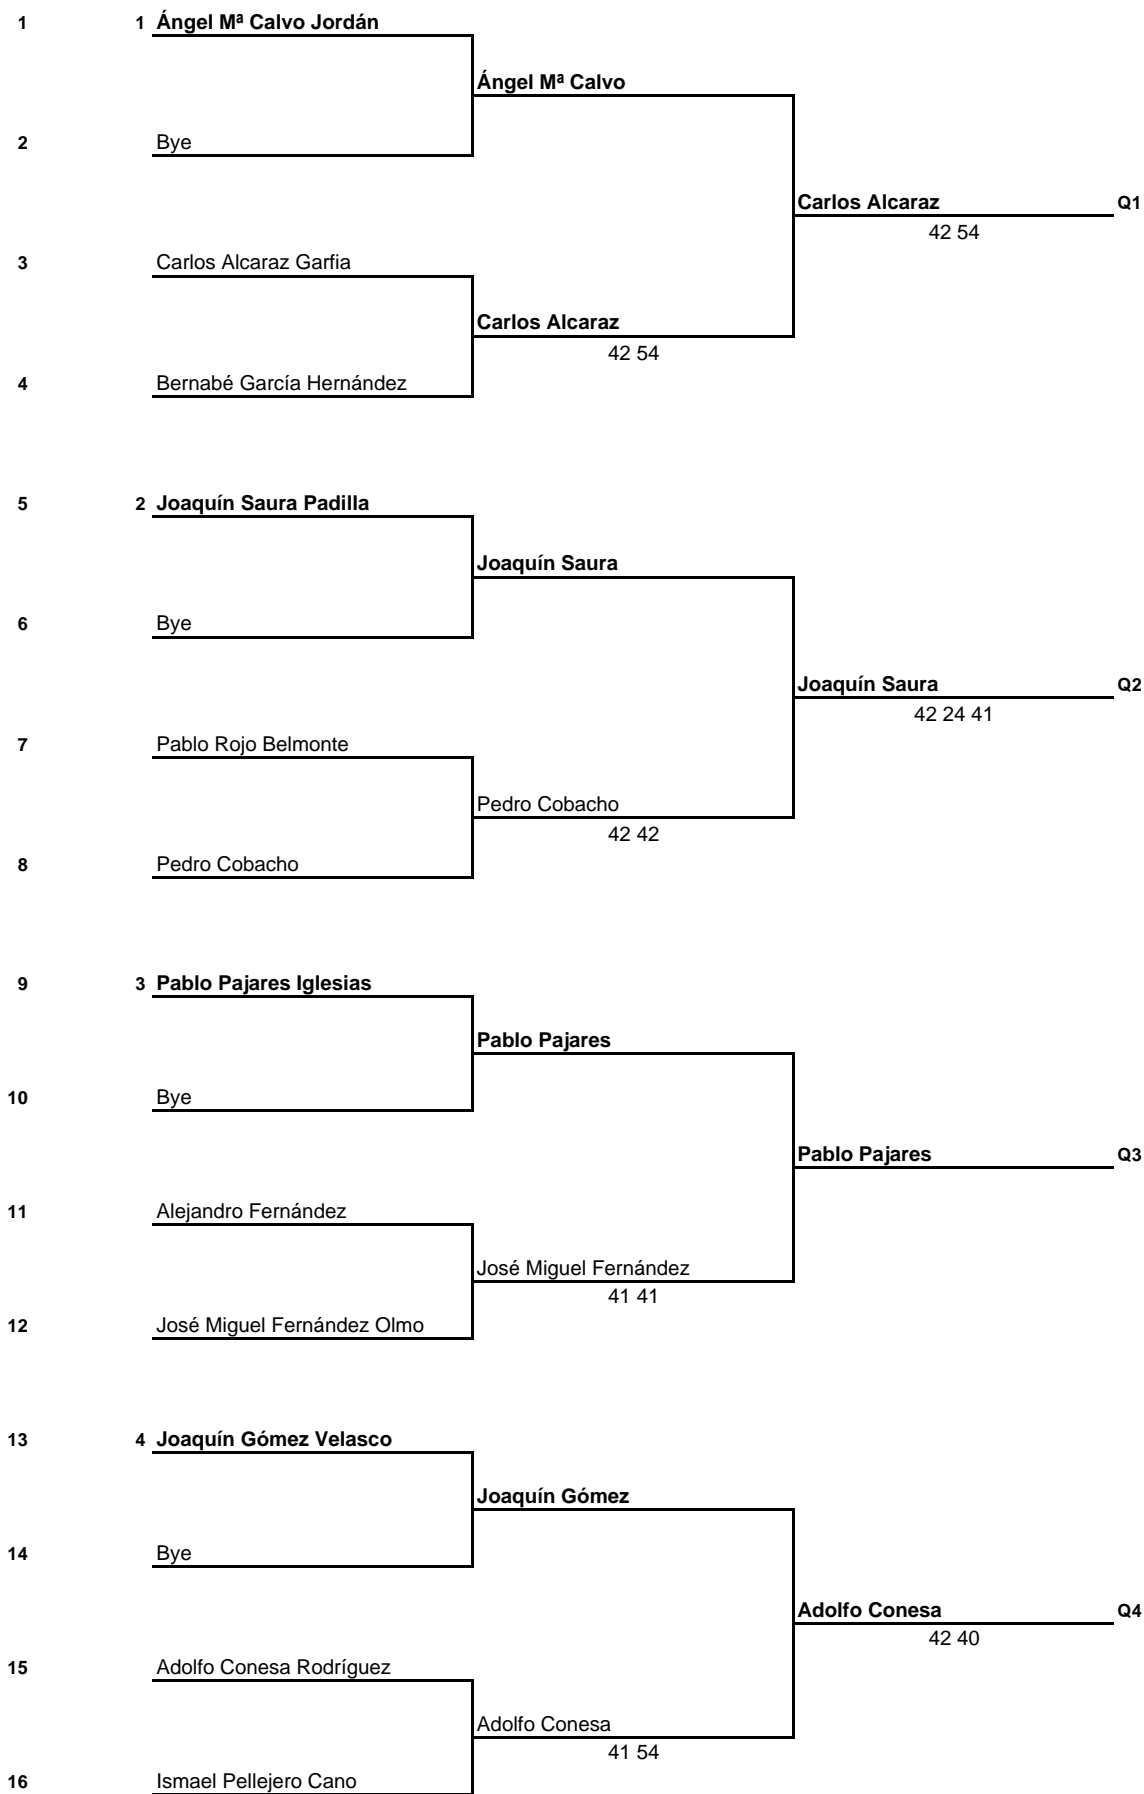 1 1 Ángel Mª Calvo Jordán
Ángel Mª Calvo
2 Bye
Carlos Alcaraz Q1
42 54
3 Carlos Alcaraz Garfia
Carlos Alcaraz
42 54
4 Bernabé García Hernández
5 2 Joaquín Saura Padilla
Joaquín Saura
6 Bye
Joaquín Saura Q2
42 24 41
7 Pablo Rojo Belmonte
Pedro Cobacho
42 42
8 Pedro Cobacho
9 3 Pablo Pajares Iglesias
Pablo Pajares
10 Bye
Pablo Pajares Q3
11 Alejandro Fernández
José Miguel Fernández
41 41
12 José Miguel Fernández Olmo
13 4 Joaquín Gómez Velasco
Joaquín Gómez
14 Bye
Adolfo Conesa Q4
42 40
15 Adolfo Conesa Rodríguez
Adolfo Conesa
41 54
16 Ismael Pellejero Cano